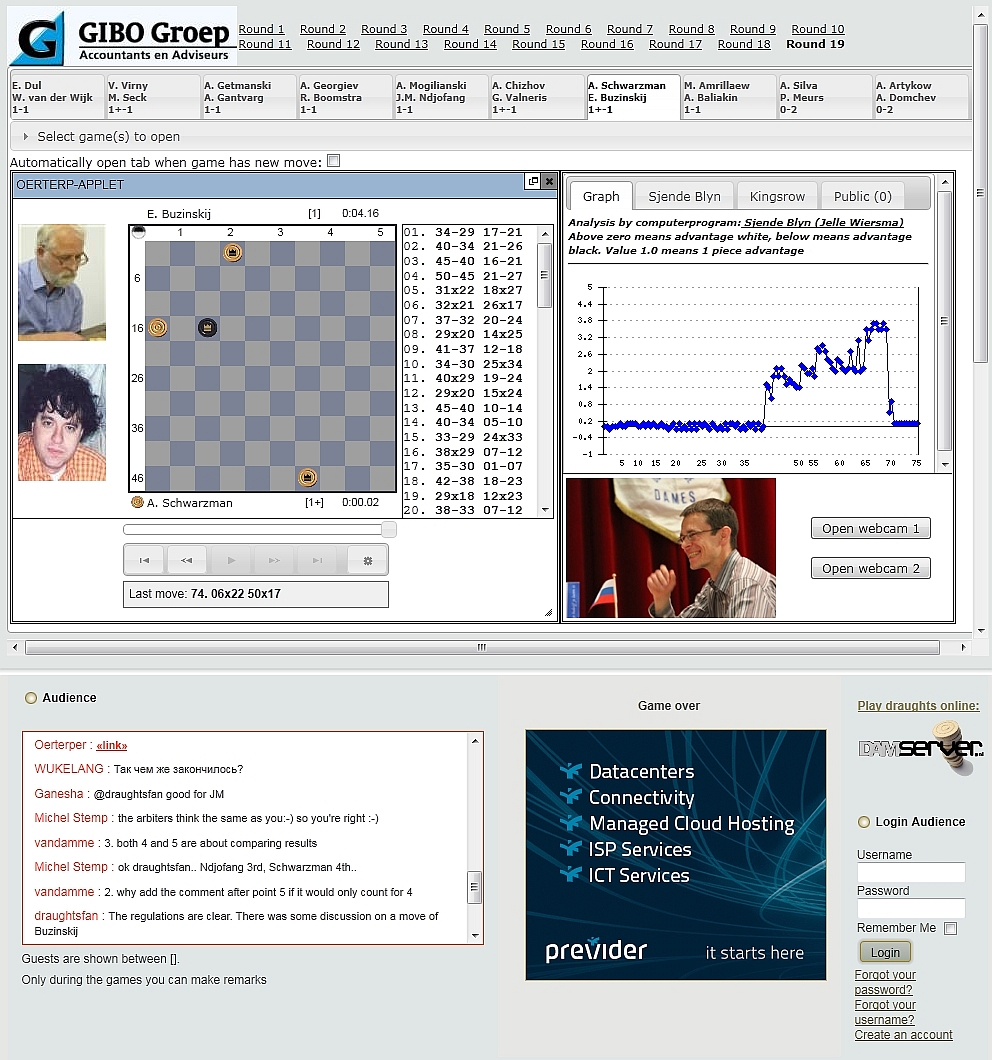 GIBO Groep
Accountants en Adviseurs
Round 1 Round 2 Round 3 Round 4 Round 5 Round 6 Round 7 Round 8 Round 9 Round 10
Round 11 Round 12 Round 13 Round 14 Round 15 Round 16 Round 17 Round 18 Round 19
E. Dul V. Virny A. Getmanski A. Georgiev A. Mogilianski A. Chizhov A. Schwarzman M. Amrillaew A. Silva A. Artykow
W. van der Wijk M. Seck A. Gantvarg R. Boomstra J.M. Ndjofang G. Valneris E. Buzinskij A. Baliakin P. Meurs A. Domchev
1-1 1+-1 1-1 1-1 1-1 1+-1 1+-1 1-1 0-2 0-2
Select game(s) to open
Automatically open tab when game has new move:
OERTERP-APPLET
E. Buzinskij [1] 0:04.16
1 2 3 4 5
6
16
26
36
46
A. Schwarzman [1+] 0:00.02
01. 34-29 17-21
02. 40-34 21-26
03. 45-40 16-21
04. 50-45 21-27
05. 31x22 18x27
06. 32x21 26x17
07. 37-32 20-24
08. 29x20 14x25
09. 41-37 12-18
10. 34-30 25x34
11. 40x29 19-24
12. 29x20 15x24
13. 45-40 10-14
14. 40-34 05-10
15. 33-29 24x33
16. 38x29 07-12
17. 35-30 01-07
18. 42-38 18-23
19. 29x18 12x23
20. 38-33 07-12
Last move: 74. 06x22 50x17
Graph Sjende Blyn Kingsrow Public (0)
Analysis by computerprogram: Sjende Blyn (Jelle Wiersma)
Above zero means advantage white, below means advantage
black. Value 1.0 means 1 piece advantage
5
4.4
3.8
3.2
2.6
2
1.4
0.8
0.2
-0.4
-1
5 10 15 20 25 30 35 50 55 60 65 70 75
DAMES
Open webcam 1
Open webcam 2
Audience
Oerterper : «link»
WUKELANG : Так чем же закончилось?
Ganesha : @draughtsfan good for JM
Michel Stemp : the arbiters think the same as you:-) so you're right :-)
vandamme : 3. both 4 and 5 are about comparing results
Michel Stemp : ok draughtsfan.. Ndjofang 3rd, Schwarzman 4th..
vandamme : 2. why add the comment after point 5 if it would only count for 4
draughtsfan : The regulations are clear. There was some discussion on a move of
Buzinskij
Guests are shown between [].
Only during the games you can make remarks
Game over
Datacenters
Connectivity
Managed Cloud Hosting
ISP Services
ICT Services
previder it starts here
Play draughts online:
DAMserver.nl
Login Audience
Username
Password
Remember Me
Login
Forgot your
password?
Forgot your
username?
Create an account